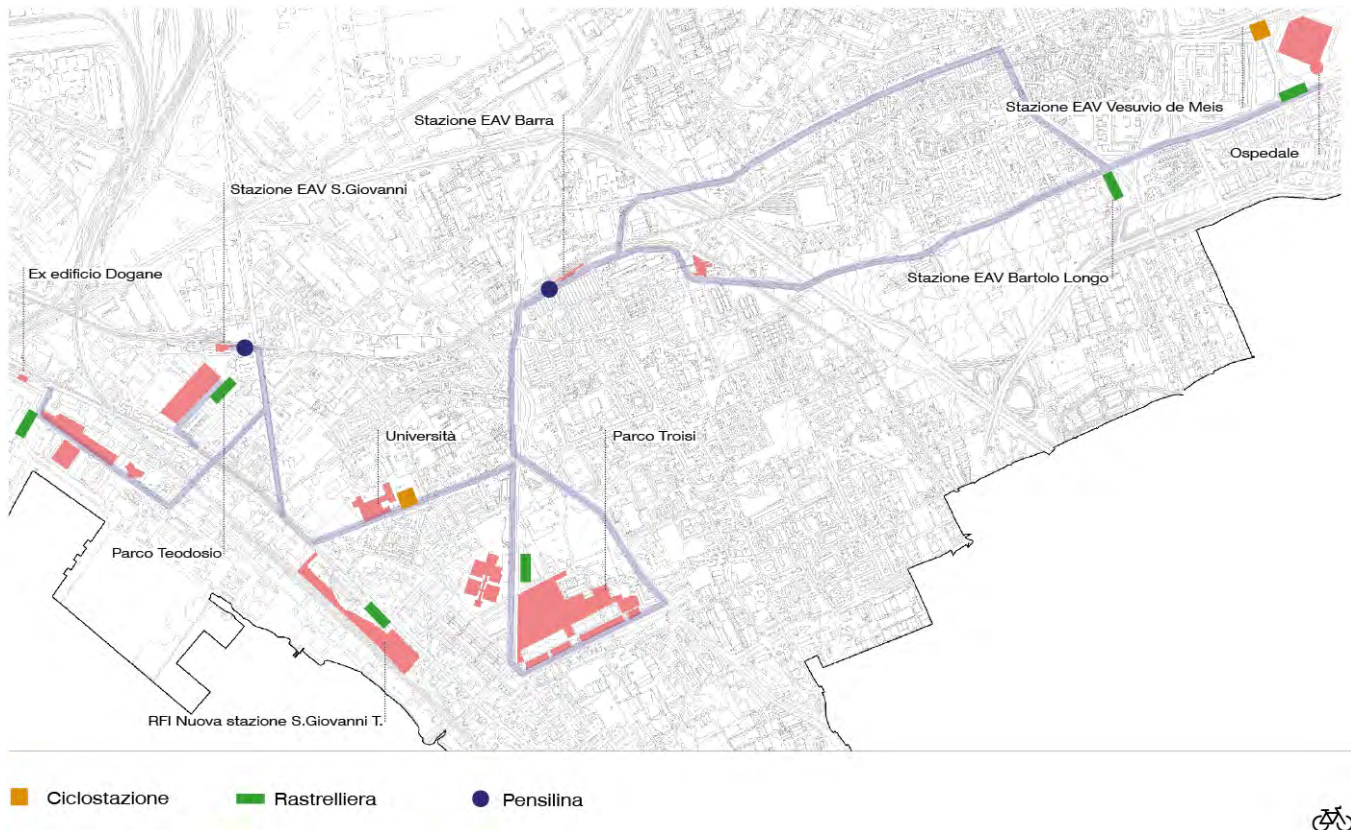 Stazione EAV Vesuvio de Meis
Stazione EAV Barra
Ospedale
Stazione EAV S.Giovanni
Ex edificio Dogane
Stazione EAV Bartolo Longo
Università
Parco Troisi
Parco Teodosio
RFI Nuova stazione S.Giovanni T.
Ciclostazione
Rastrelliera
Pensilina